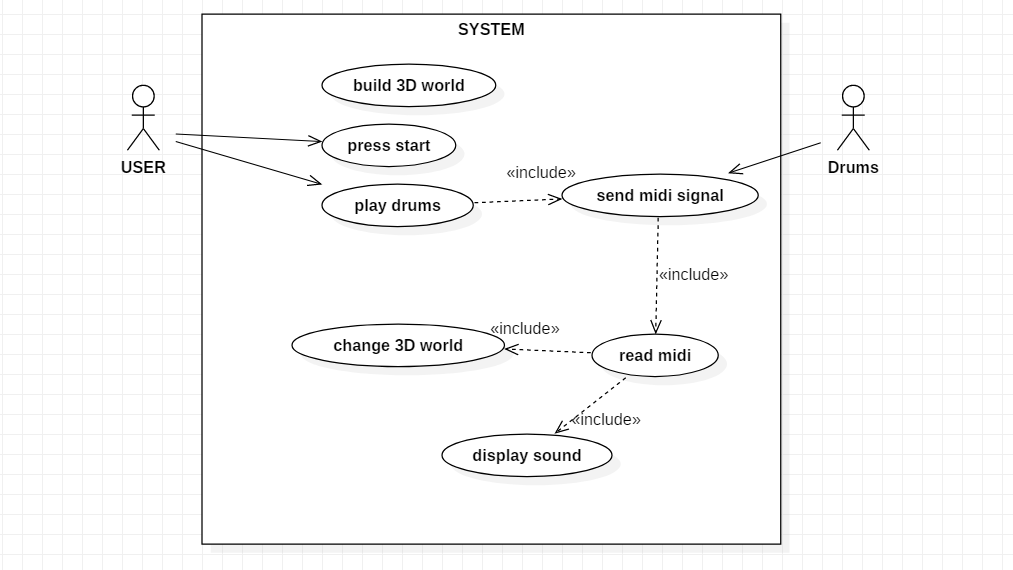 SYSTEM
build 3D world
press start
USER
Drums
«include»
send midi signal
play drums
«include»
«include»
change 3D world
read midi
«include»
display sound